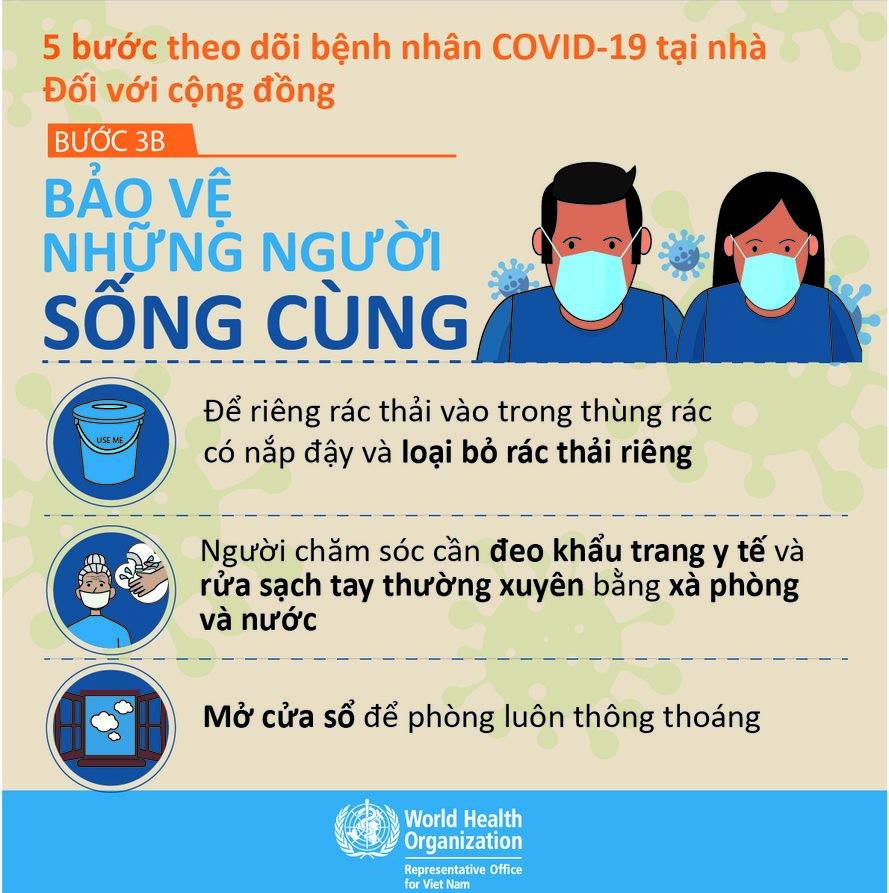 5 bước theo dõi bệnh nhân COVID-19 tại nhà
Đối với cộng đồng
BƯỚC 3B
BẢO VỆ
NHỮNG NGƯỜI
SỐNG CÙNG
USE ME
Để riêng rác thải vào trong thùng rác
có nắp đậy và loại bỏ rác thải riêng
Người chăm sóc cần đeo khẩu trang y tế và
rửa sạch tay thường xuyên bằng xà phòng
và nước
Mở cửa sổ để phòng luôn thông thoáng
World Health
Organization
Representative Office
for Viet Nam